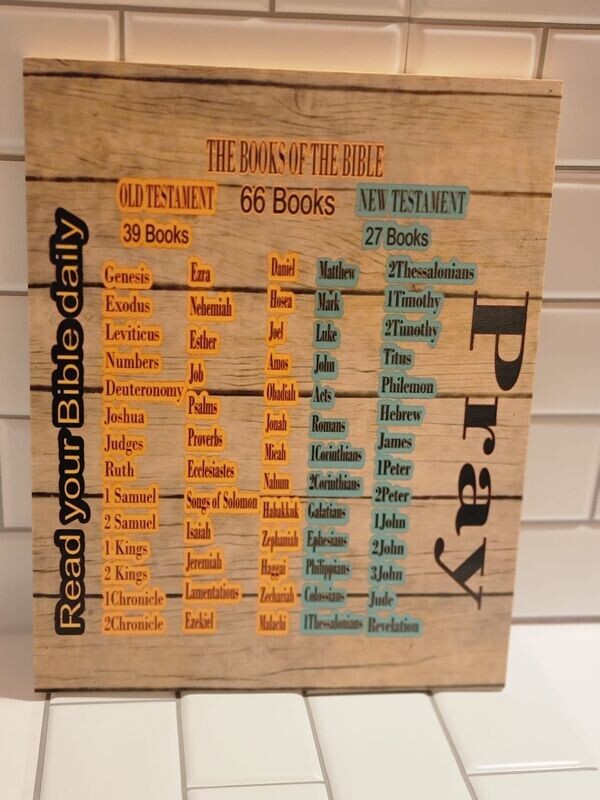 THE BOOKS OF THE BIBLE
OLD TESTAMENT
66 Books
NEW TESTAMENT
39 Books
27 Books
Read your Bible daily
Genesis
Exodus
Leviticus
Numbers
Deuteronomy
Joshua
Judges
Ruth
1 Samuel
2 Samuel
1 Kings
2 Kings
1Chronicle
2Chronicle
Ezra
Nehemiah
Esther
Job
Psalms
Proverbs
Ecclesiastes
Songs of Solomon
Isaiah
Jeremiah
Lamentations
Ezekiel
Daniel
Hosea
Joel
Amos
Obadiah
Jonah
Micah
Nahum
Habakkuk
Zephaniah
Haggai
Zechariah
Malachi
Matthew
Mark
Luke
John
Acts
Romans
1Corinthians
2Corinthians
Galatians
Ephesians
Philippians
Colossians
1Thessalonians
2Thessalonians
1Timothy
2Timothy
Titus
Philemon
Hebrew
James
1Peter
2Peter
1John
2John
3John
Jude
Revelation
Pray